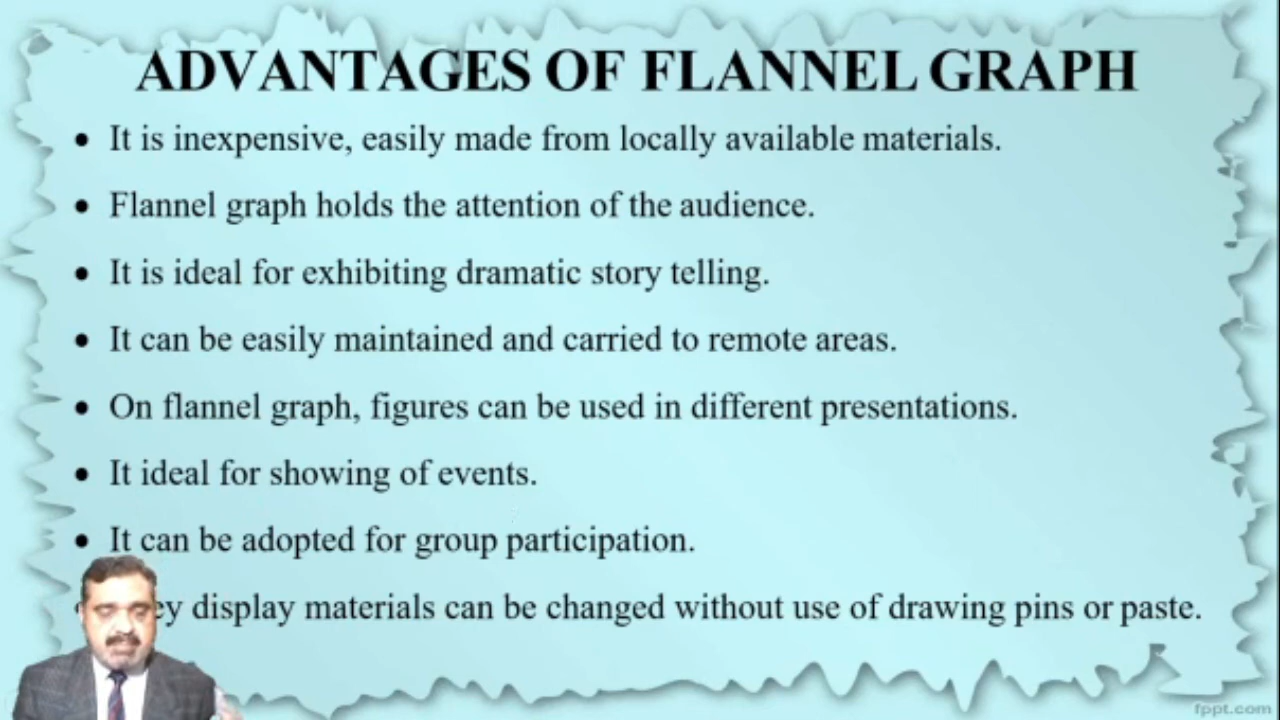 ADVANTAGES OF FLANNEL GRAPH
• It is inexpensive, easily made from locally available materials.
• Flannel graph holds the attention of the audience.
• It is ideal for exhibiting dramatic story telling.
• It can be easily maintained and carried to remote areas.
• On flannel graph, figures can be used in different presentations.
• It ideal for showing of events.
• It can be adopted for group participation.
display materials can be changed without use of drawing pins or paste.
fppt.com